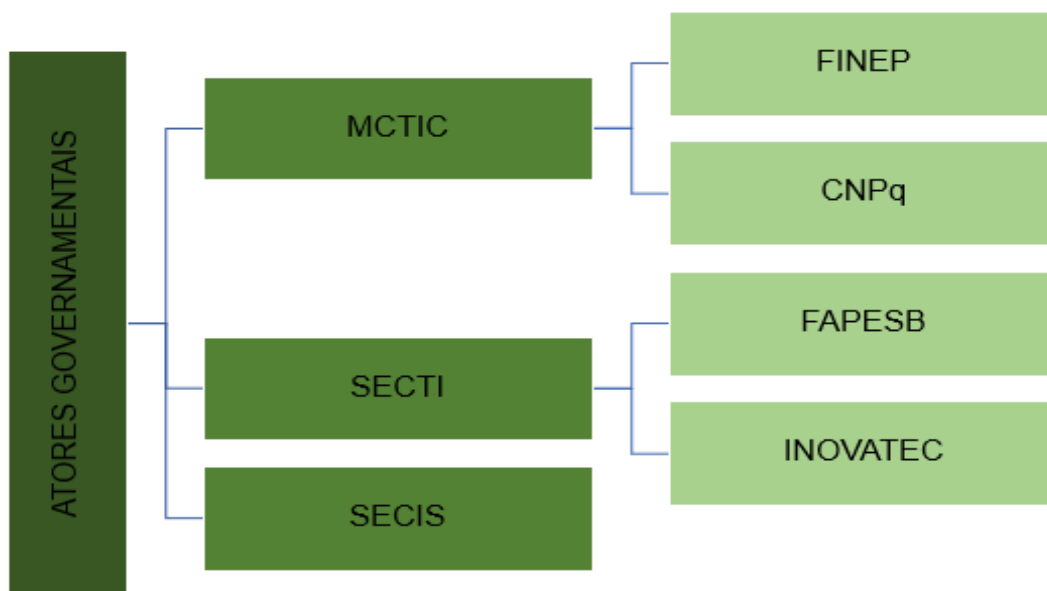 ATORES GOVERNAMENTAIS
MCTIC
FINEP
CNPq
SECTI
FAPESB
INOVATEC
SECIS